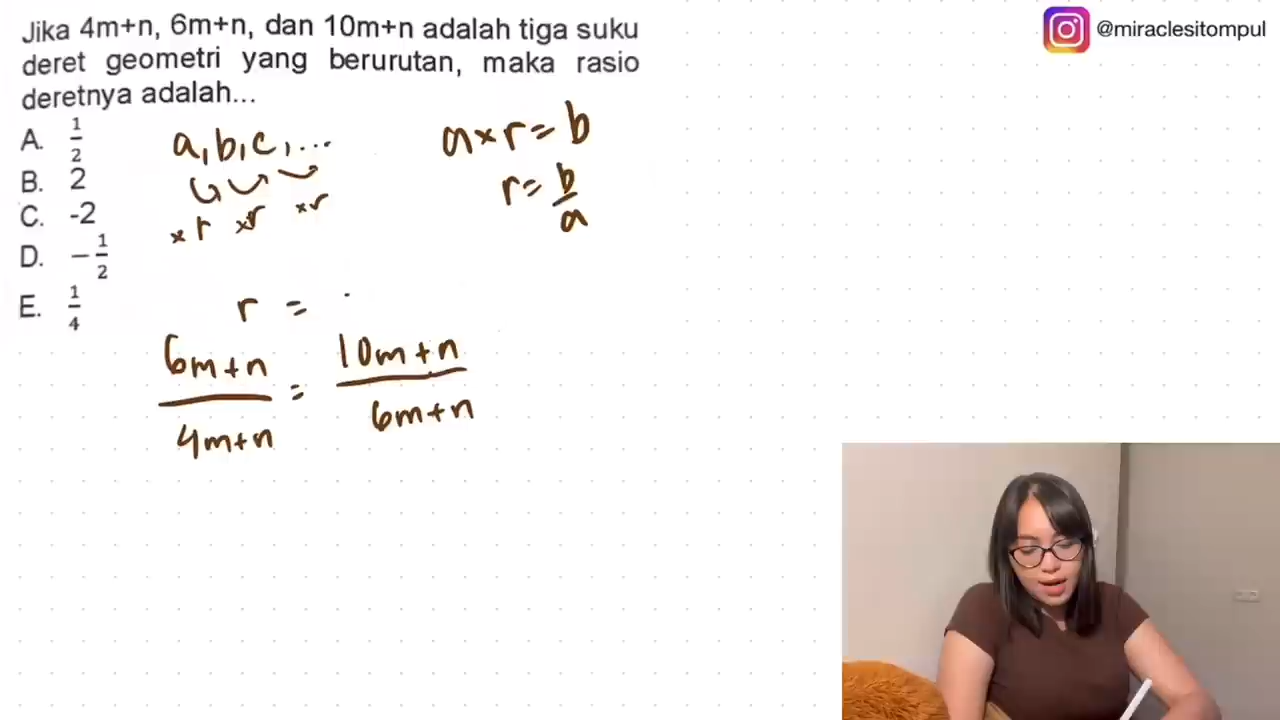 Jika 4m+n, 6m+n, dan 10m+n adalah tiga suku
deret geometri yang berurutan, maka rasio
deretnya adalah...
A. 1/2
B. 2
C. -2
D. -1/2
E. 1/4
a, b, c, ...
×r ×r ×r
a×r = b
r = b/a
r =
6m+n/4m+n = 10m+n/6m+n
@miraclesitompul